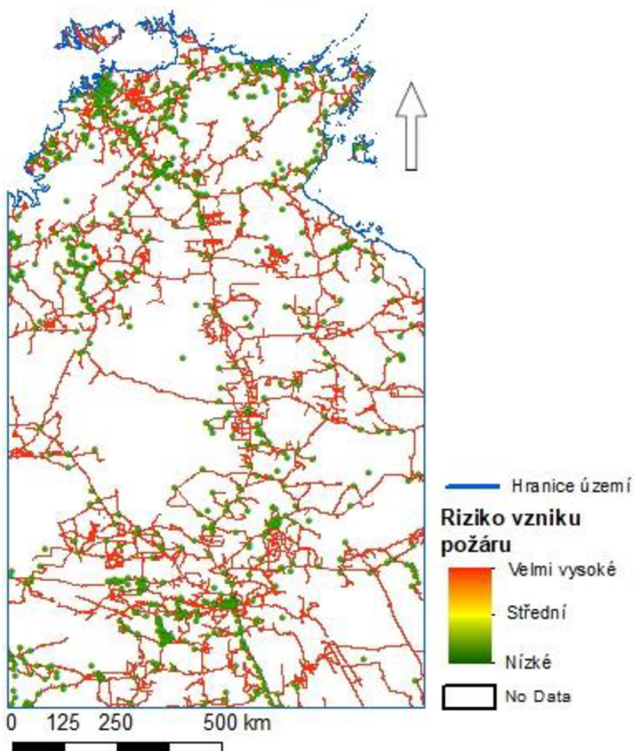 Hranice území
Riziko vzniku
požáru
Velmi vysoké
Střední
Nízké
No Data
0 125 250 500 km